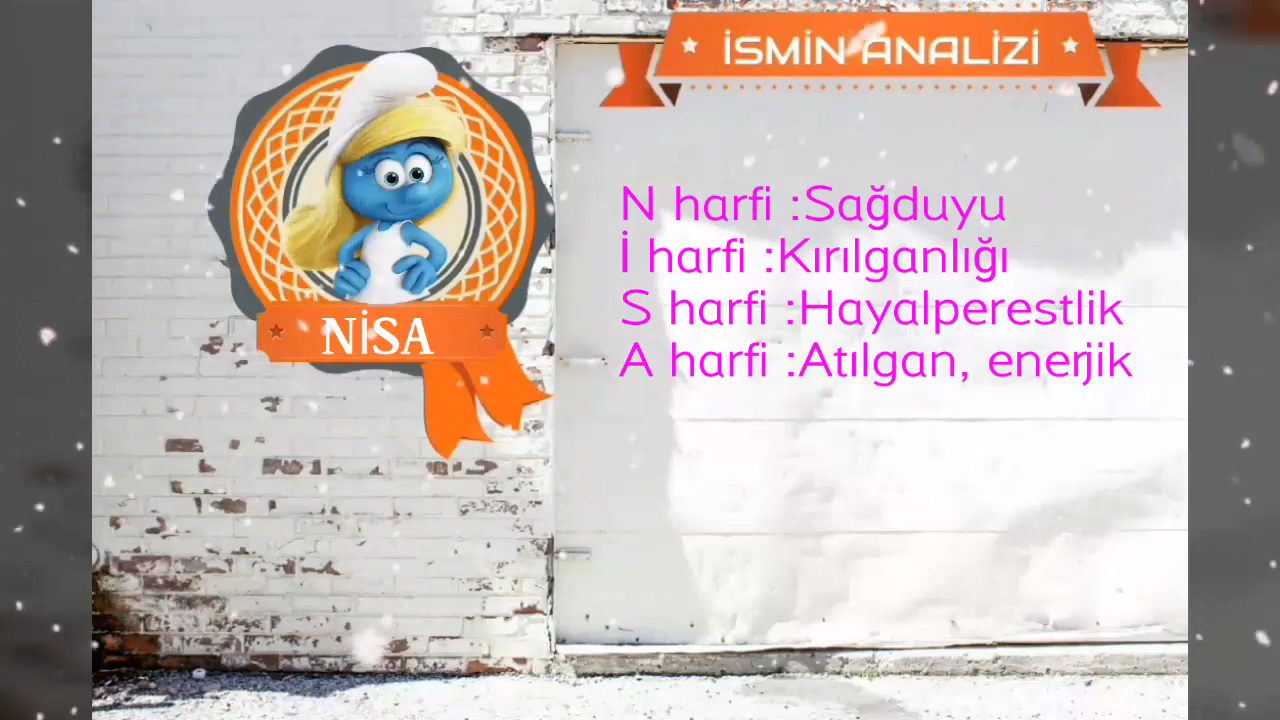 İSMİN ANALİZİ
NİSA
N harfi :Sağduyu
İ harfi :Kırılganlığı
S harfi :Hayalperestlik
A harfi :Atılgan, enerjik